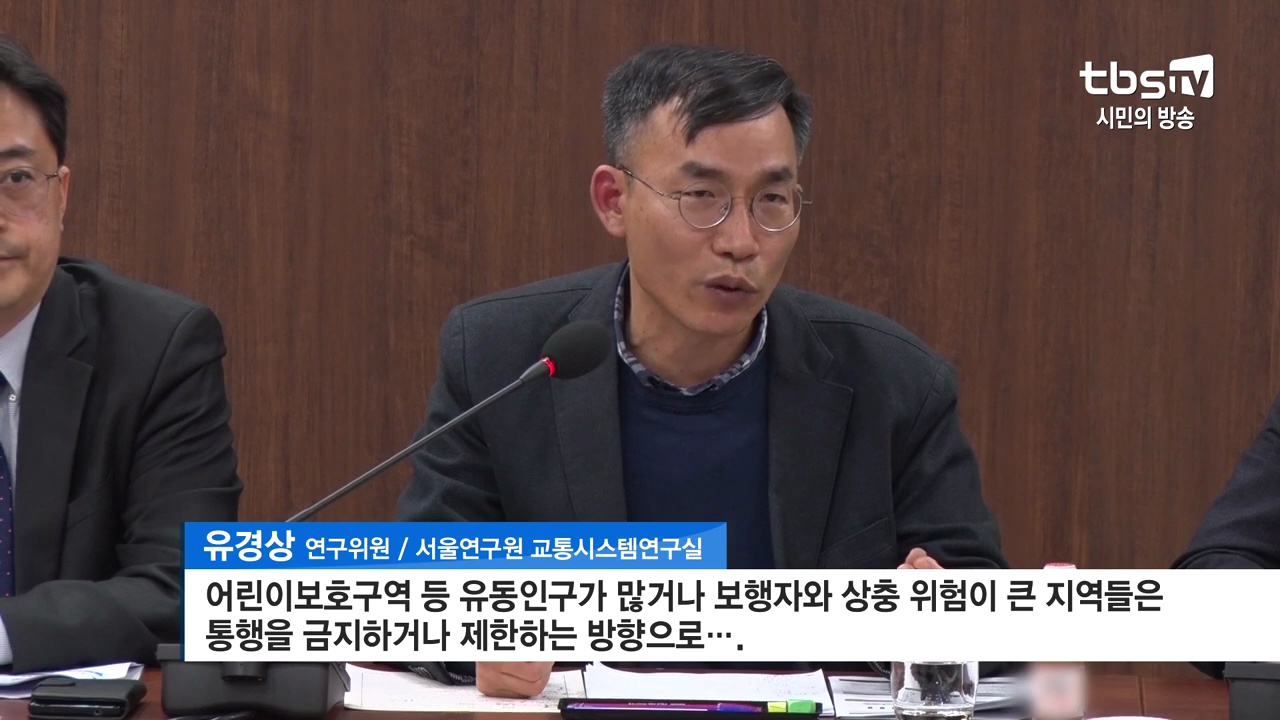 tbs TV
시민의 방송
유경상 연구위원 / 서울연구원 교통시스템연구실
어린이보호구역 등 유동인구가 많거나 보행자와 상충 위험이 큰 지역들은
통행을 금지하거나 제한하는 방향으로….